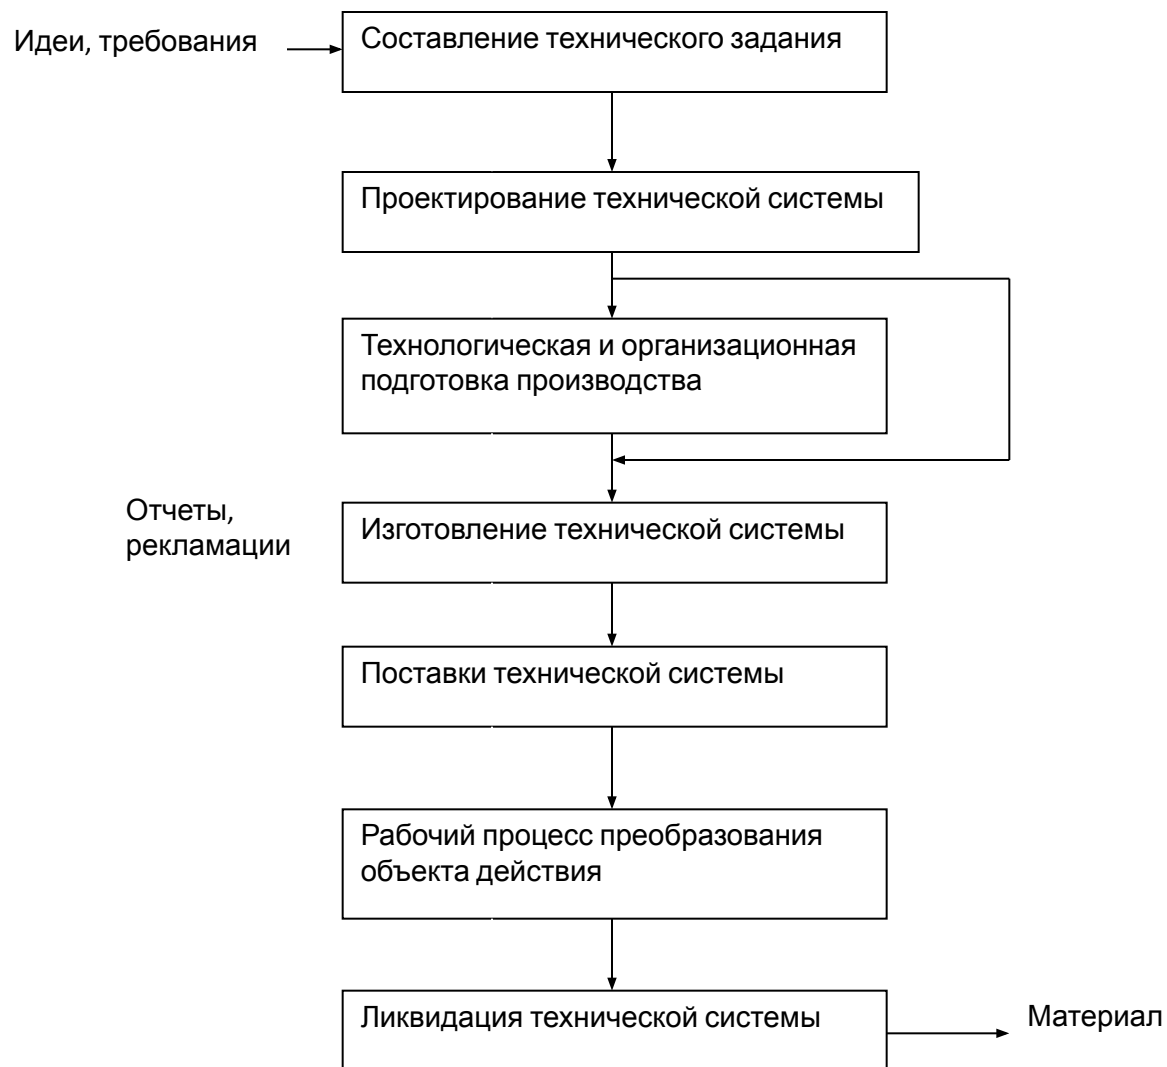 Идеи, требования
Составление технического задания
Проектирование технической системы
Технологическая и организационная
подготовка производства
Отчеты,
рекламации
Изготовление технической системы
Поставки технической системы
Рабочий процесс преобразования
объекта действия
Ликвидация технической системы
Материал